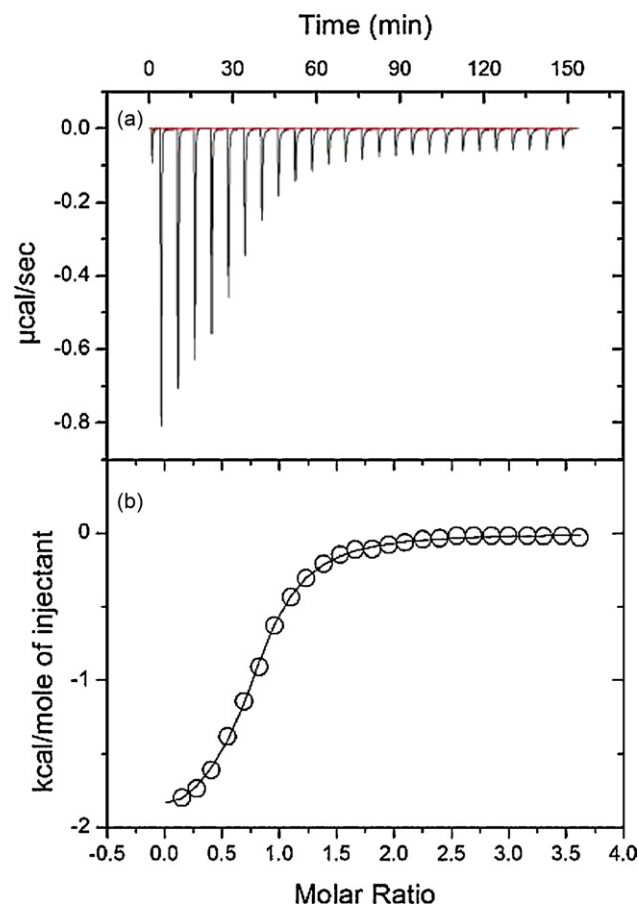 Time (min)
0 30 60 90 120 150
(a)
0.0
-0.2
-0.4
-0.6
-0.8
µcal/sec
(b)
0
-1
-2
kcal/mole of injectant
-0.5 0.0 0.5 1.0 1.5 2.0 2.5 3.0 3.5 4.0
Molar Ratio